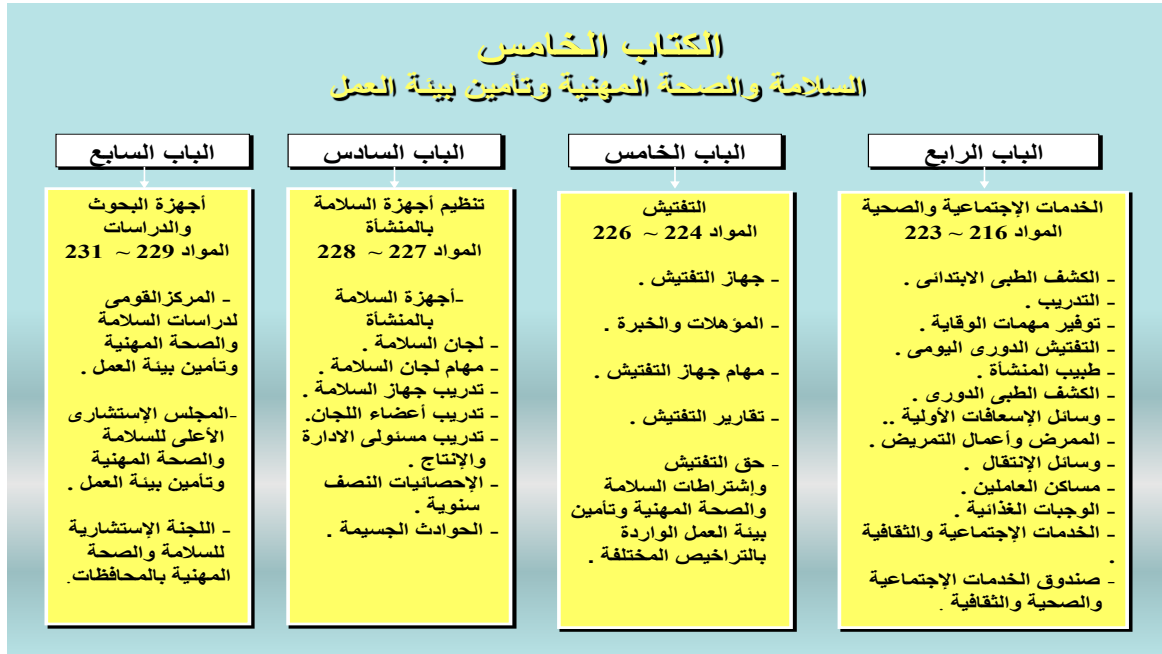 الكتاب الخامس
السلامة والصحة المهنية وتأمين بيئة العمل
الباب الرابع
الخدمات الإجتماعية والصحية
المواد 216 ~ 223
- الكشف الطبى الابتدائى .
- التدريب .
- توفير مهمات الوقاية .
- التفتيش الدورى اليومى .
- طبيب المنشأة .
- الكشف الطبى الدورى .
- وسائل الإسعافات الأولية ..
- الممرض وأعمال التمريض .
- وسائل الإنتقال .
- مساكن العاملين .
- الوجبات الغذائية .
- الخدمات الإجتماعية والثقافية
.
- صندوق الخدمات الإجتماعية
والصحية والثقافية .
الباب الخامس
التفتيش
المواد 224 ~ 226
- جهاز التفتيش .
- المؤهلات والخبرة .
- مهام جهاز التفتيش .
- تقارير التفتيش .
- حق التفتيش
وإشتراطات السلامة
والصحة المهنية وتأمين
بيئة العمل الواردة
بالتراخيص المختلفة .
الباب السادس
تنظيم أجهزة السلامة
بالمنشأة
المواد 227 ~ 228
-أجهزة السلامة
بالمنشأة
- لجان السلامة .
- مهام لجان السلامة .
- تدريب جهاز السلامة .
- تدريب أعضاء اللجان.
- تدريب مسئولى الادارة
والإنتاج .
- الإحصائيات النصف
سنوية .
- الحوادث الجسيمة .
الباب السابع
أجهزة البحوث
والدراسات
المواد 229 ~ 231
- المركزالقومى
لدراسات السلامة
والصحة المهنية
وتأمين بيئة العمل .
-المجلس الإستشارى
الأعلى للسلامة
والصحة المهنية
وتأمين بيئة العمل .
- اللجنة الإستشارية
للسلامة والصحة
المهنية بالمحافظات.